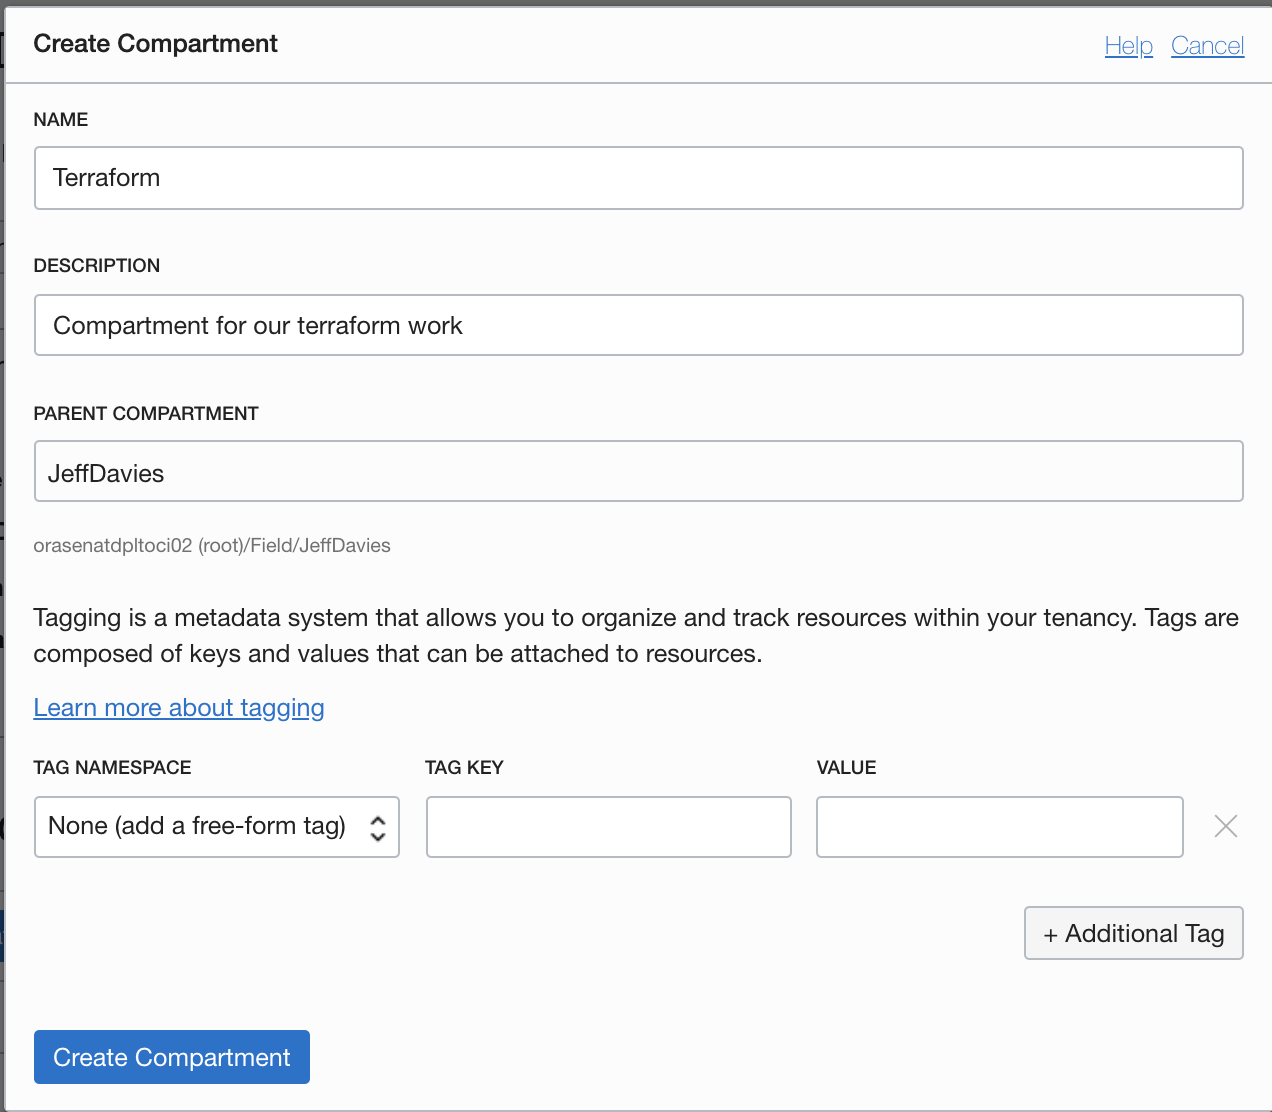 Create Compartment
Help Cancel
NAME
Terraform
DESCRIPTION
Compartment for our terraform work
PARENT COMPARTMENT
JeffDavies
orasenatdpltoci02 (root)/Field/JeffDavies
Tagging is a metadata system that allows you to organize and track resources within your tenancy. Tags are
composed of keys and values that can be attached to resources.
Learn more about tagging
TAG NAMESPACE TAG KEY VALUE
None (add a free-form tag)
+ Additional Tag
Create Compartment